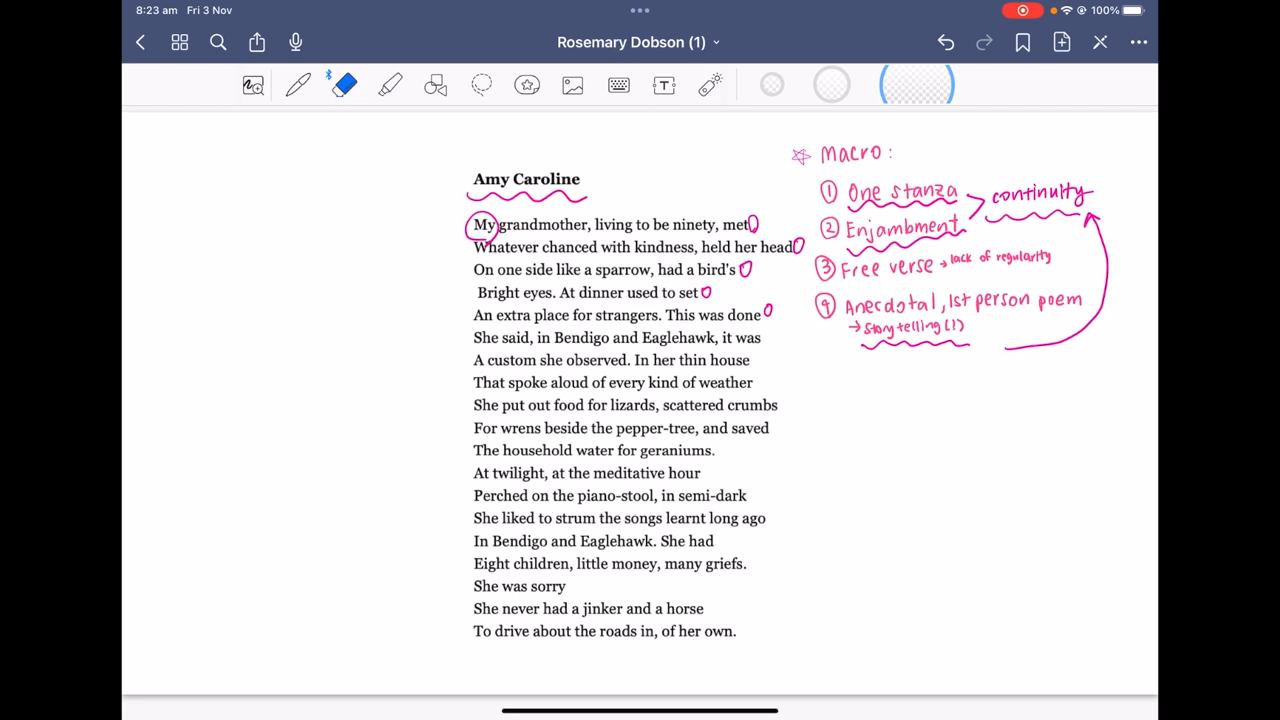 8:23 am Fri 3 Nov
100%
Rosemary Dobson (1)
Amy Caroline
My grandmother, living to be ninety, met
Whatever chanced with kindness, held her head
On one side like a sparrow, had a bird's
Bright eyes. At dinner used to set
An extra place for strangers. This was done
She said, in Bendigo and Eaglehawk, it was
A custom she observed. In her thin house
That spoke aloud of every kind of weather
She put out food for lizards, scattered crumbs
For wrens beside the pepper-tree, and saved
The household water for geraniums.
At twilight, at the meditative hour
Perched on the piano-stool, in semi-dark
She liked to strum the songs learnt long ago
In Bendigo and Eaglehawk. She had
Eight children, little money, many griefs.
She was sorry
She never had a jinker and a horse
To drive about the roads in, of her own.
Macro:
① One stanza
continuity
② Enjambment
③ Free verse → lack of regularity
④ Anecdotal, 1st person poem
→ storytelling(!)